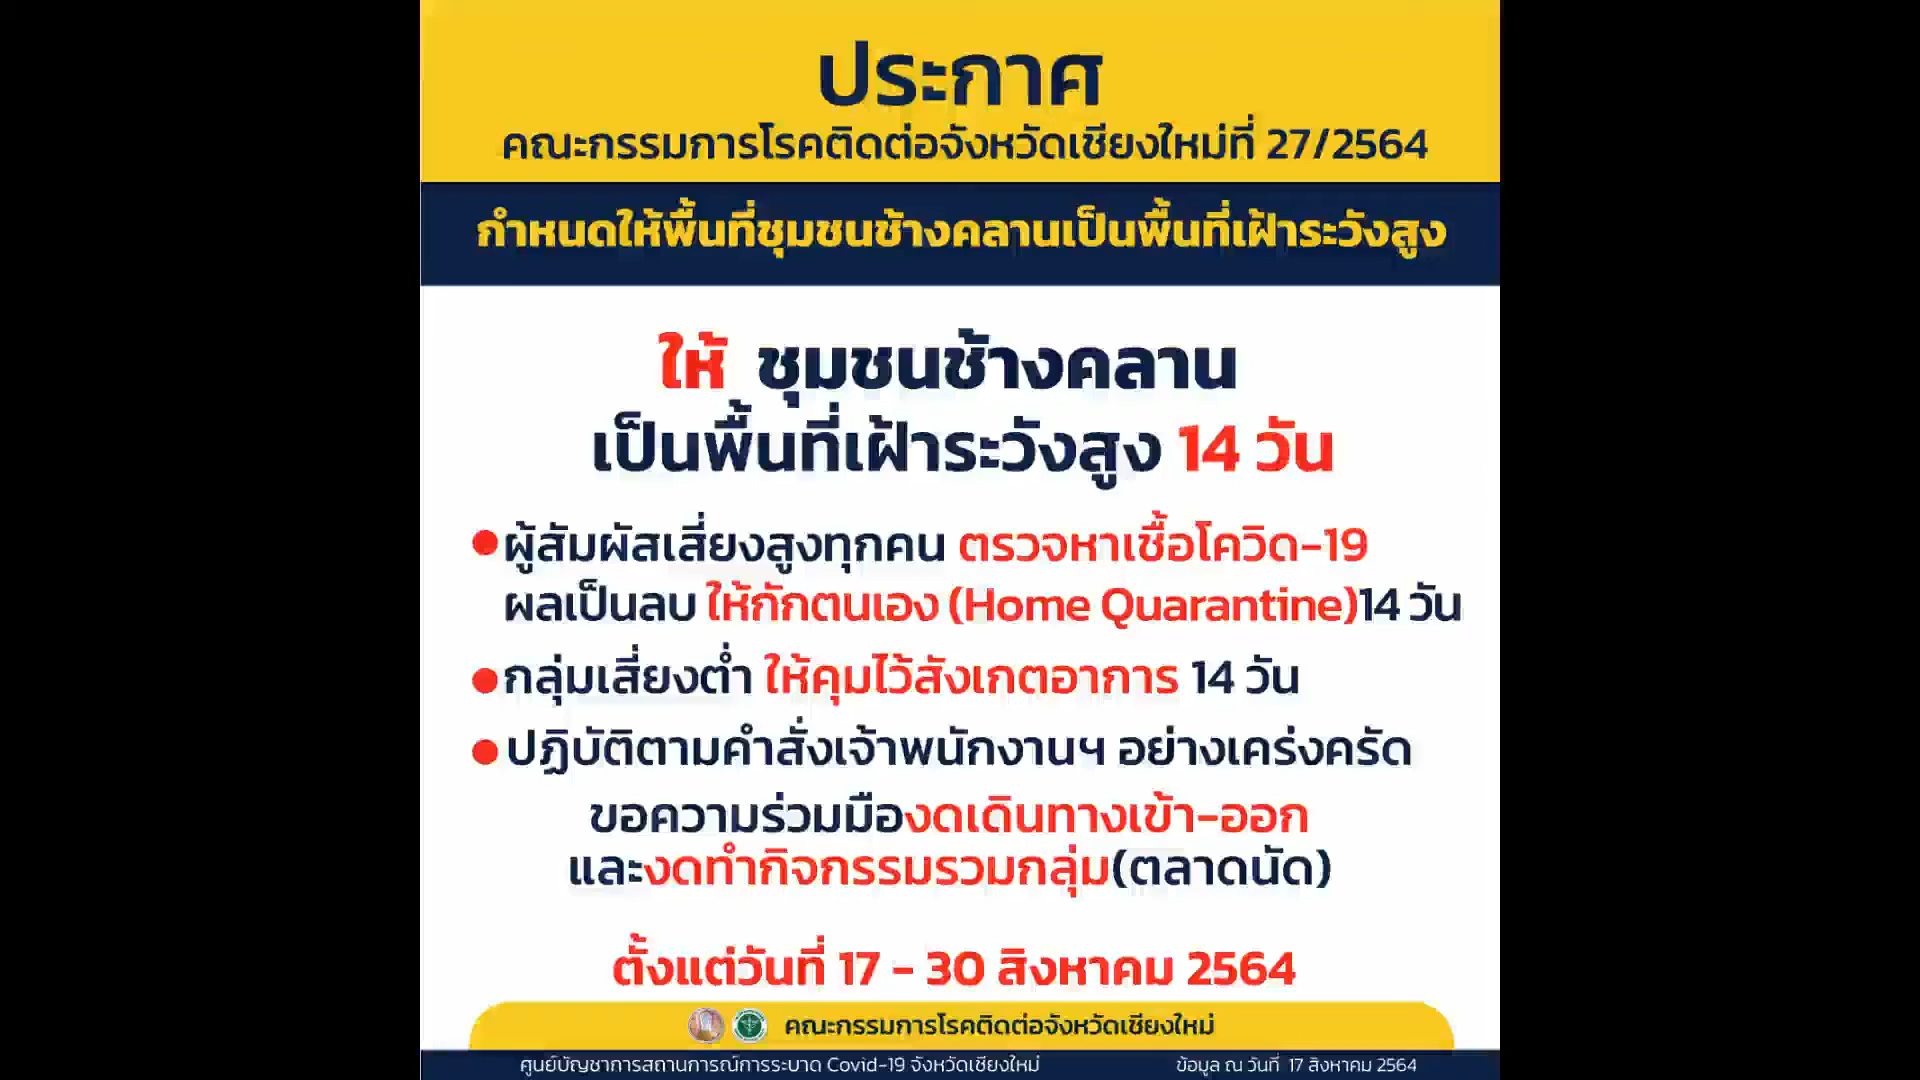 ประกาศ
คณะกรรมการโรคติดต่อจังหวัดเชียงใหม่ที่ 27/2564
กำหนดให้พื้นที่ชุมชนช้างคลานเป็นพื้นที่เฝ้าระวังสูง
ให้ ชุมชนช้างคลาน
เป็นพื้นที่เฝ้าระวังสูง 14 วัน
ผู้สัมผัสเสี่ยงสูงทุกคน ตรวจหาเชื้อโควิด-19
ผลเป็นลบ ให้กักตนเอง (Home Quarantine)14 วัน
กลุ่มเสี่ยงต่ำ ให้คุมไว้สังเกตอาการ 14 วัน
ปฏิบัติตามคำสั่งเจ้าพนักงานฯ อย่างเคร่งครัด
ขอความร่วมมืองดเดินทางเข้า-ออก
และงดทำกิจกรรมรวมกลุ่ม(ตลาดนัด)
ตั้งแต่วันที่ 17 - 30 สิงหาคม 2564
คณะกรรมการโรคติดต่อจังหวัดเชียงใหม่
ศูนย์บัญชาการสถานการณ์การระบาด Covid-19 จังหวัดเชียงใหม่ ข้อมูล ณ วันที่ 17 สิงหาคม 2564